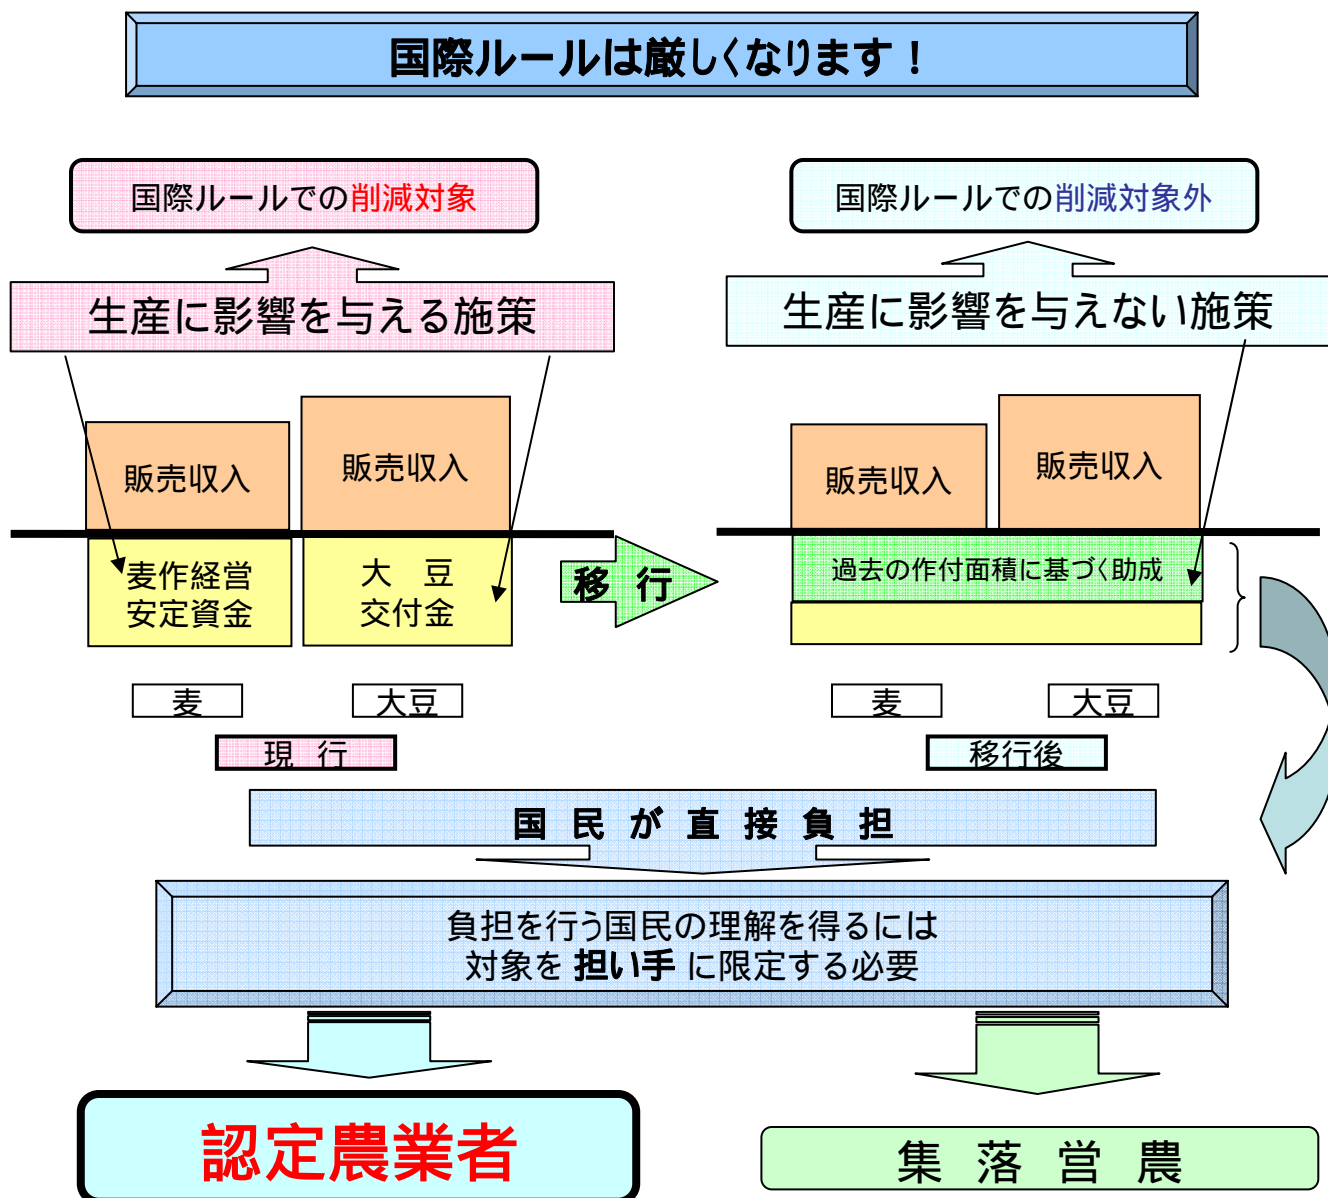 国際ルールは厳しくなります！
国際ルールでの削減対象
国際ルールでの削減対象外
生産に影響を与える施策
生産に影響を与えない施策
販売収入
販売収入
販売収入
販売収入
麦作経営
安定資金
大　豆
交付金
移 行
過去の作付面積に基づく助成
麦
大豆
麦
大豆
現　行
移行後
国 民 が 直 接 負 担
負担を行う国民の理解を得るには
対象を 担い手 に限定する必要
認定農業者
集 落 営 農